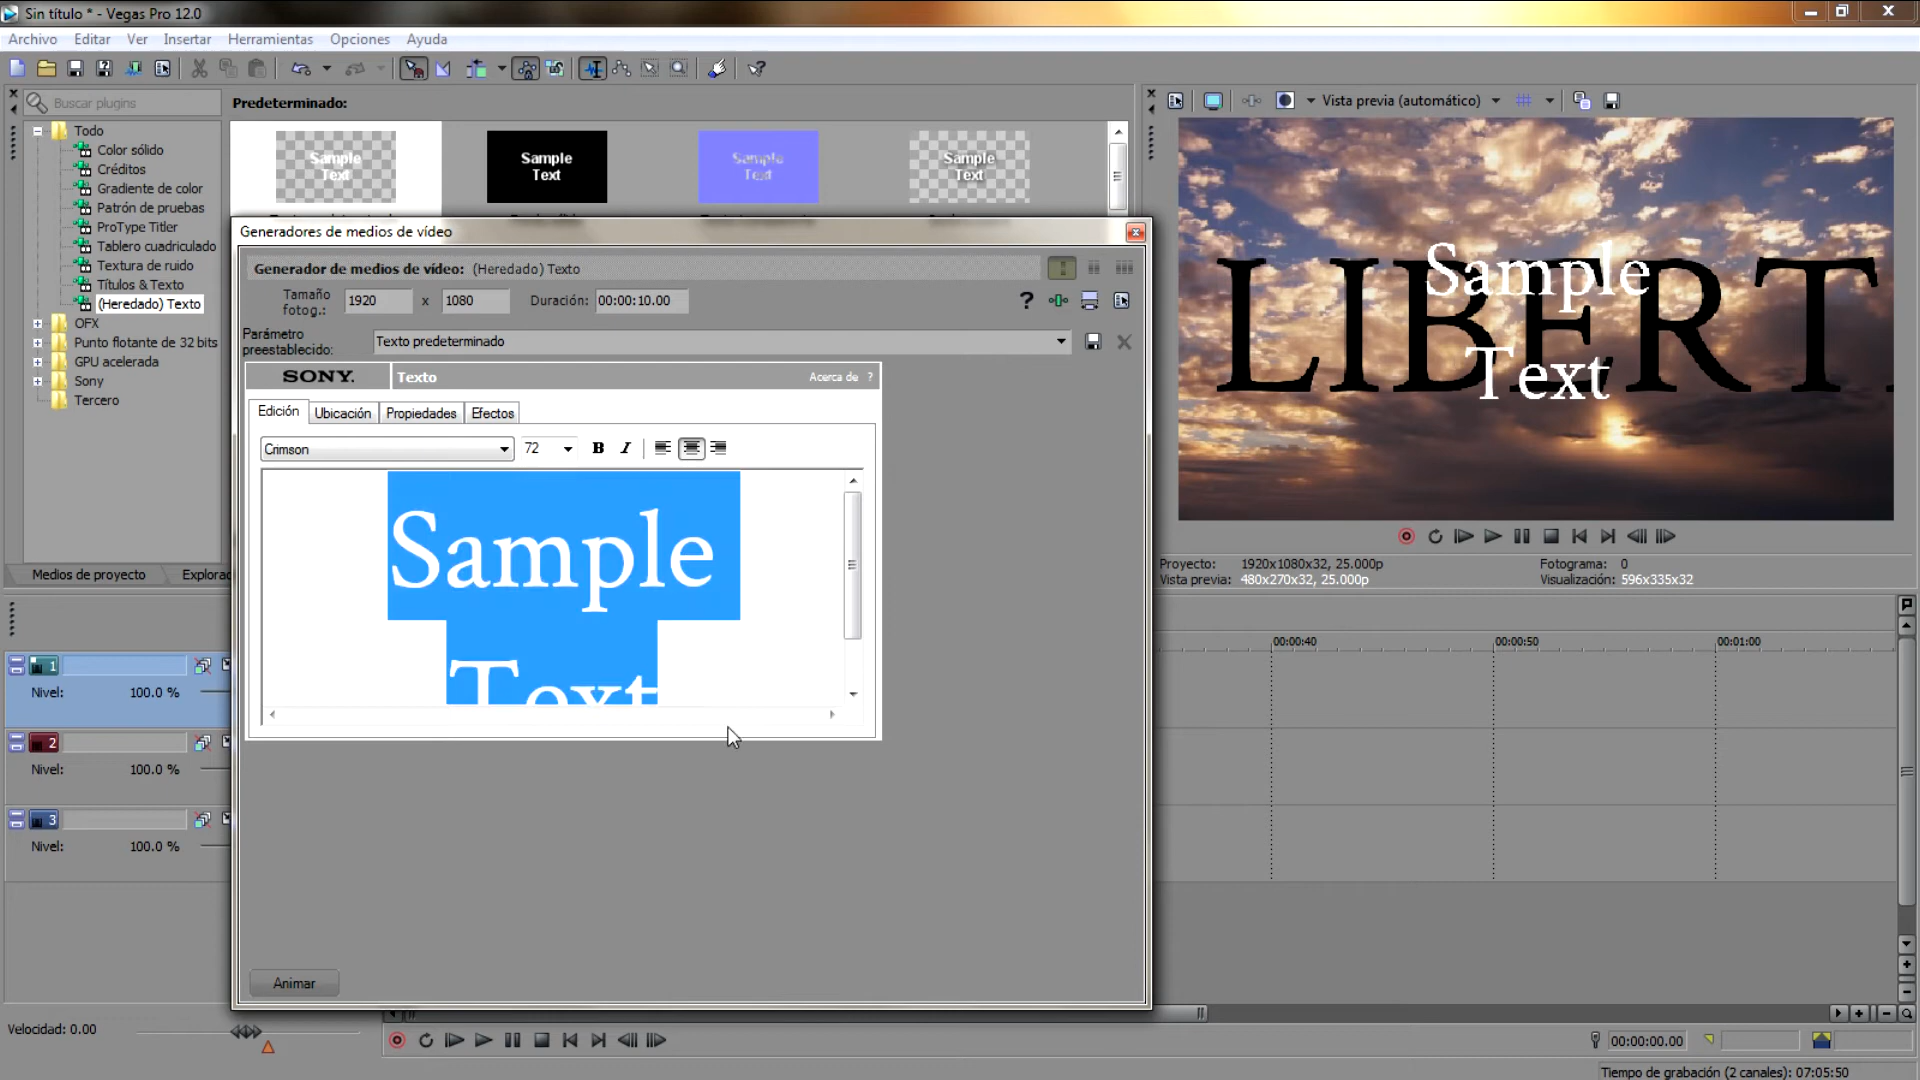 Sin título * - Vegas Pro 12.0
Archivo Editar Ver Insertar Herramientas Opciones Ayuda
Buscar plugins
Todo
Color sólido
Créditos
Gradiente de color
Patrón de pruebas
ProType Titler
Tablero cuadriculado
Textura de ruido
Títulos & Texto
(Heredado) Texto
OFX
Punto flotante de 32 bits
GPU acelerada
Sony
Tercero
Medios de proyecto
Explorad
Predeterminado:
Sample
Text
Sample
Text
Sample
Text
Sample
Text
Generadores de medios de vídeo
Generador de medios de vídeo: (Heredado) Texto
Tamaño
fotog.:
1920 x 1080 Duración: 00:00:10.00
Parámetro
preestablecido:
Texto predeterminado
SONY. Texto Acerca de ?
Edición Ubicación Propiedades Efectos
Crimson 72 B I
Sample
Text
Animar
Vista previa (automático)
LIBERT
Sample
Text
Proyecto: 1920x1080x32, 25.000p Fotograma: 0
Vista previa: 480x270x32, 25.000p Visualización: 596x335x32
1
Nivel: 100.0 %
2
Nivel: 100.0 %
3
Nivel: 100.0 %
00:00:40 00:00:50 00:01:00
Velocidad: 0.00
00:00:00.00
Tiempo de grabación (2 canales): 07:05:50